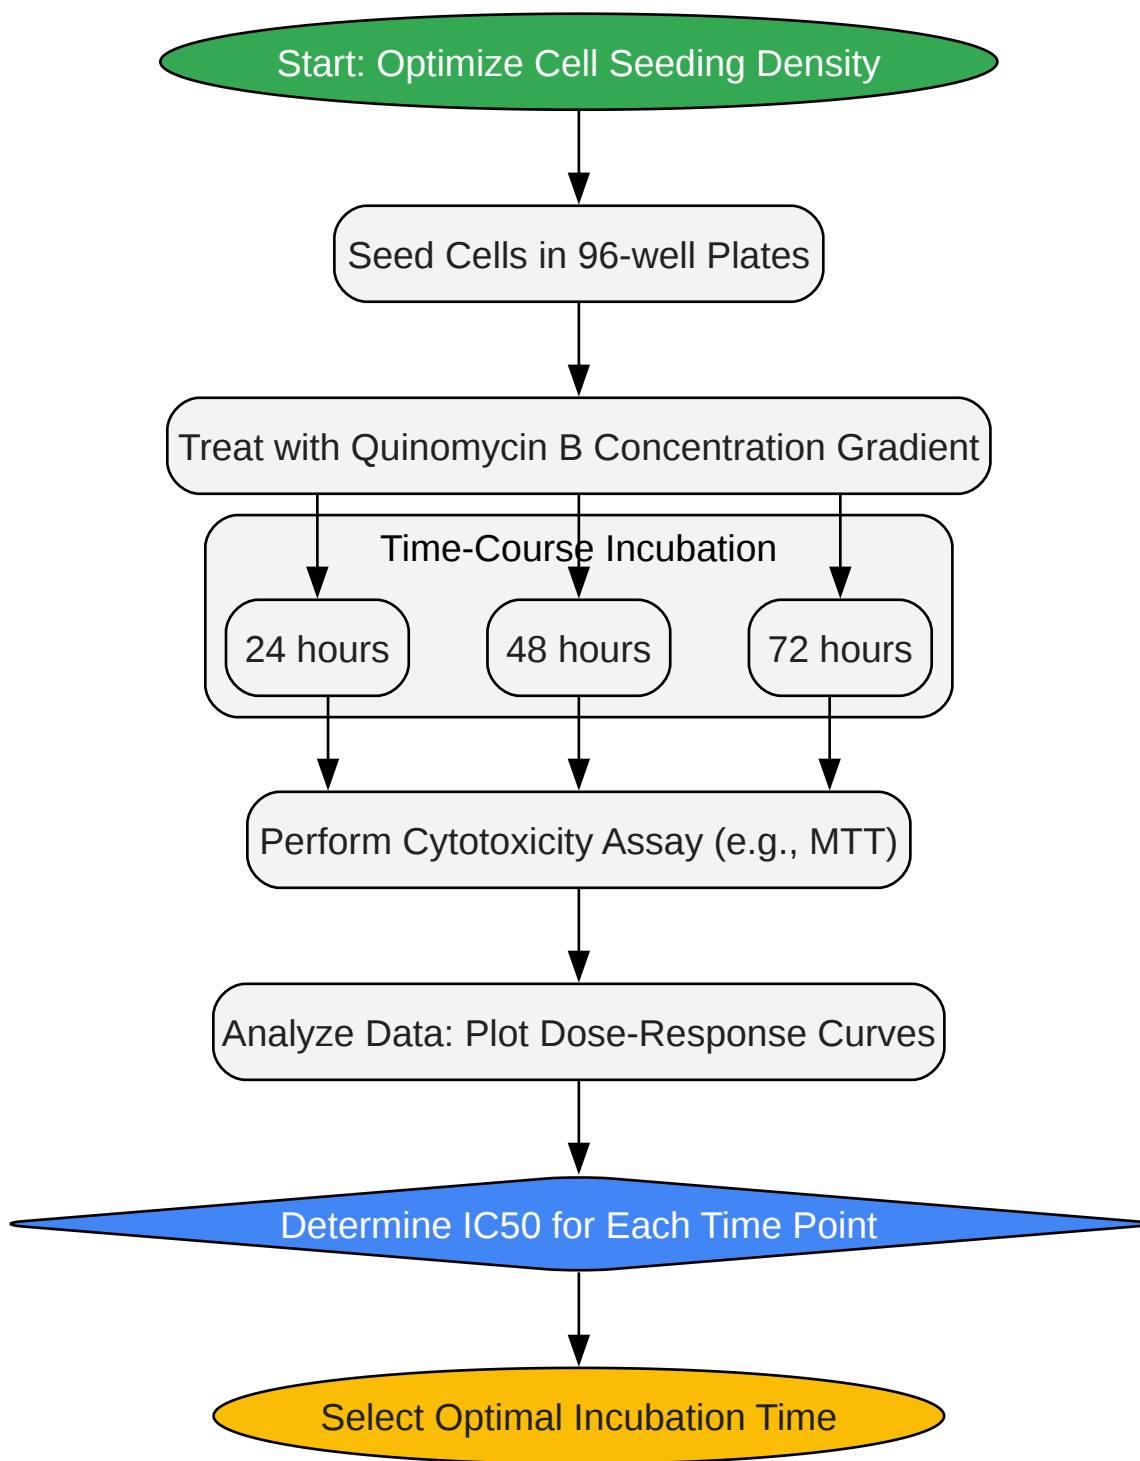 Start: Optimize Cell Seeding Density
Seed Cells in 96-well Plates
Treat with Quinomycin B Concentration Gradient
Time-Course Incubation
24 hours
48 hours
72 hours
Perform Cytotoxicity Assay (e.g., MTT)
Analyze Data: Plot Dose-Response Curves
Determine IC50 for Each Time Point
Select Optimal Incubation Time